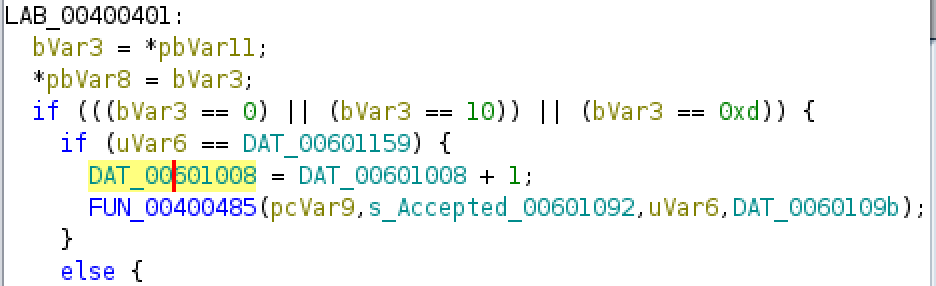 LAB_00400401:
bVar3 = *pbVar11;
*pbVar8 = bVar3;
if (((bVar3 == 0) || (bVar3 == 10)) || (bVar3 == 0xd)) {
if (uVar6 == DAT_00601159) {
DAT_00601008 = DAT_00601008 + 1;
FUN_00400485(pcVar9,s_Accepted_00601092,uVar6,DAT_0060109b);
}
else {